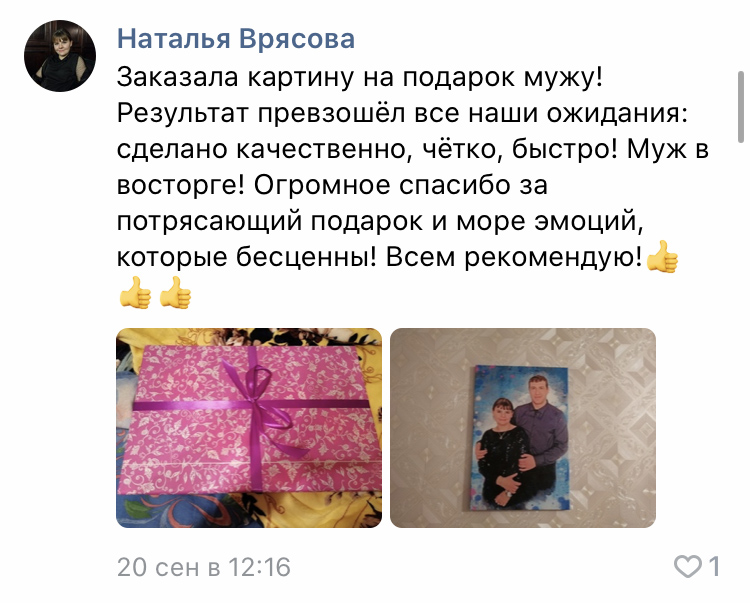 Наталья Врясова
Заказала картину на подарок мужу!
Результат превзошёл все наши ожидания:
сделано качественно, чётко, быстро! Муж в
восторге! Огромное спасибо за
потрясающий подарок и море эмоций,
которые бесценны! Всем рекомендую!👍
👍👍
20 сен в 12:16
1